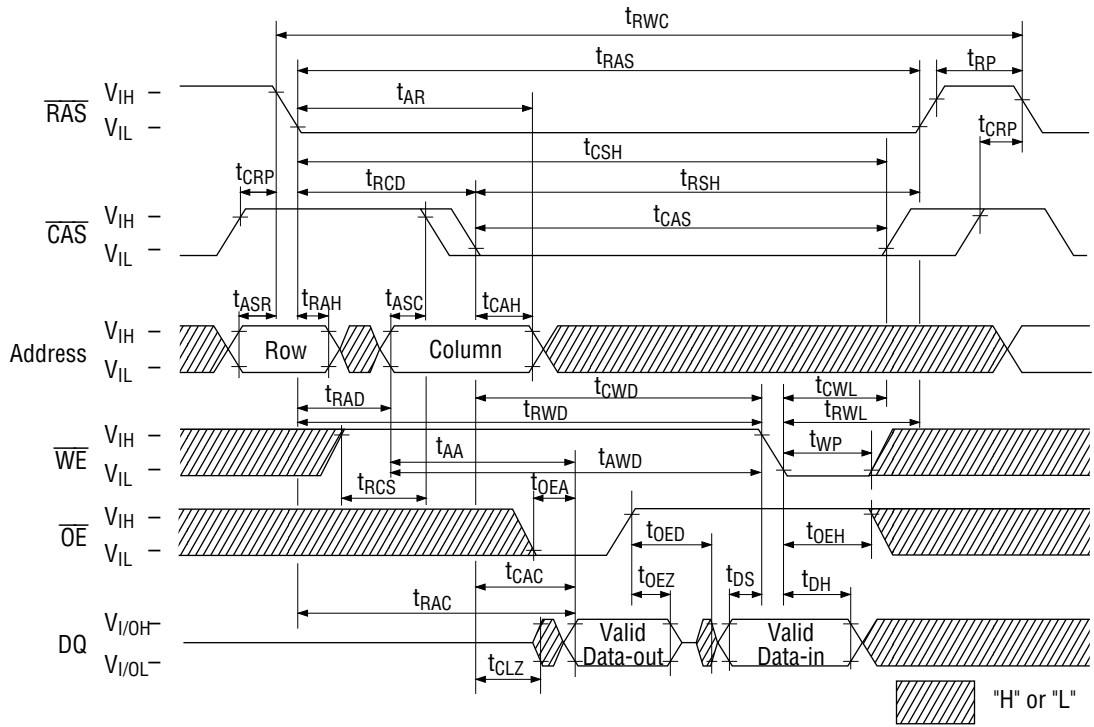 tRWC
tRAS
tRP
tAR
RAS
VIH
VIL
tCRP
tCSH
tCRP
tRCD
tRSH
CAS
VIH
VIL
tCAS
tASR
tRAH
tASC
tCAH
Address
VIH
VIL
Row
Column
tRAD
tCWD
tCWL
tRWD
tRWL
WE
VIH
VIL
tAA
tAWD
tWP
tRCS
tOEA
OE
VIH
VIL
tOED
tOEH
tCAC
tOEZ
tDS
tDH
tRAC
DQ
VI/OH
VI/OL
Valid
Data-out
Valid
Data-in
tCLZ
"H" or "L"